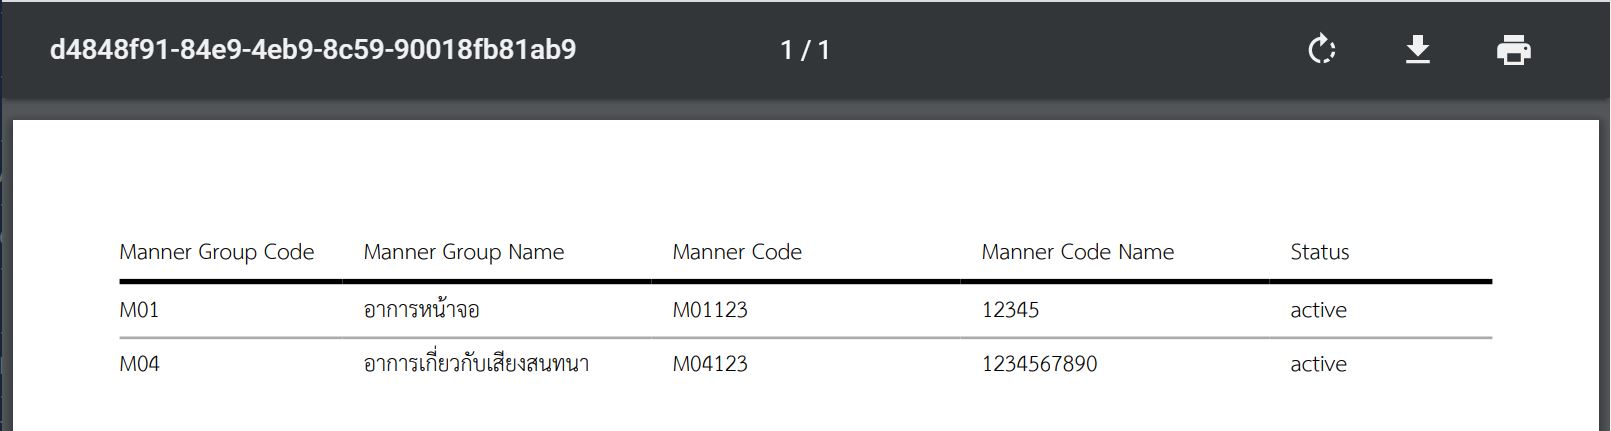 d4848f91-84e9-4eb9-8c59-90018fb81ab9 1 / 1
Manner Group Code Manner Group Name Manner Code Manner Code Name Status
M01 อาการหน้าจอ M01123 12345 active
M04 อาการเกี่ยวกับเสียงสนทนา M04123 1234567890 active